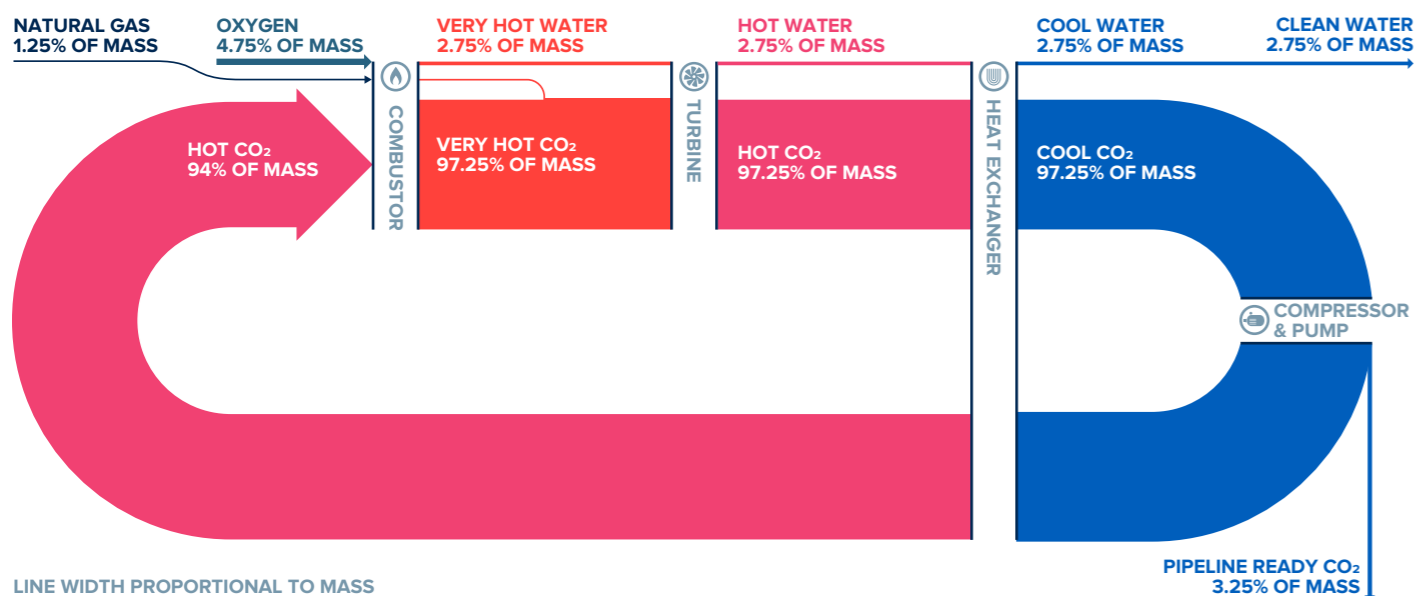 NATURAL GAS
1.25% OF MASS
OXYGEN
4.75% OF MASS
VERY HOT WATER
2.75% OF MASS
HOT WATER
2.75% OF MASS
COOL WATER
2.75% OF MASS
CLEAN WATER
2.75% OF MASS
HOT CO₂
94% OF MASS
COMBUSTOR
VERY HOT CO₂
97.25% OF MASS
TURBINE
HOT CO₂
97.25% OF MASS
HEAT EXCHANGER
COOL CO₂
97.25% OF MASS
COMPRESSOR
& PUMP
PIPELINE READY CO₂
3.25% OF MASS
LINE WIDTH PROPORTIONAL TO MASS